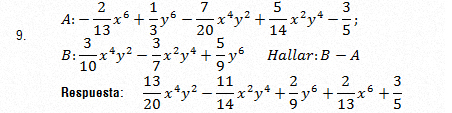 9. A: −2/13 x⁶ + 1/3 y⁶ − 7/20 x⁴y² + 5/14 x²y⁴ − 3/5;
B: 3/10 x⁴y² − 3/7 x²y⁴ + 5/9 y⁶ Hallar: B − A
Respuesta: 13/20 x⁴y² − 11/14 x²y⁴ + 2/9 y⁶ + 2/13 x⁶ + 3/5